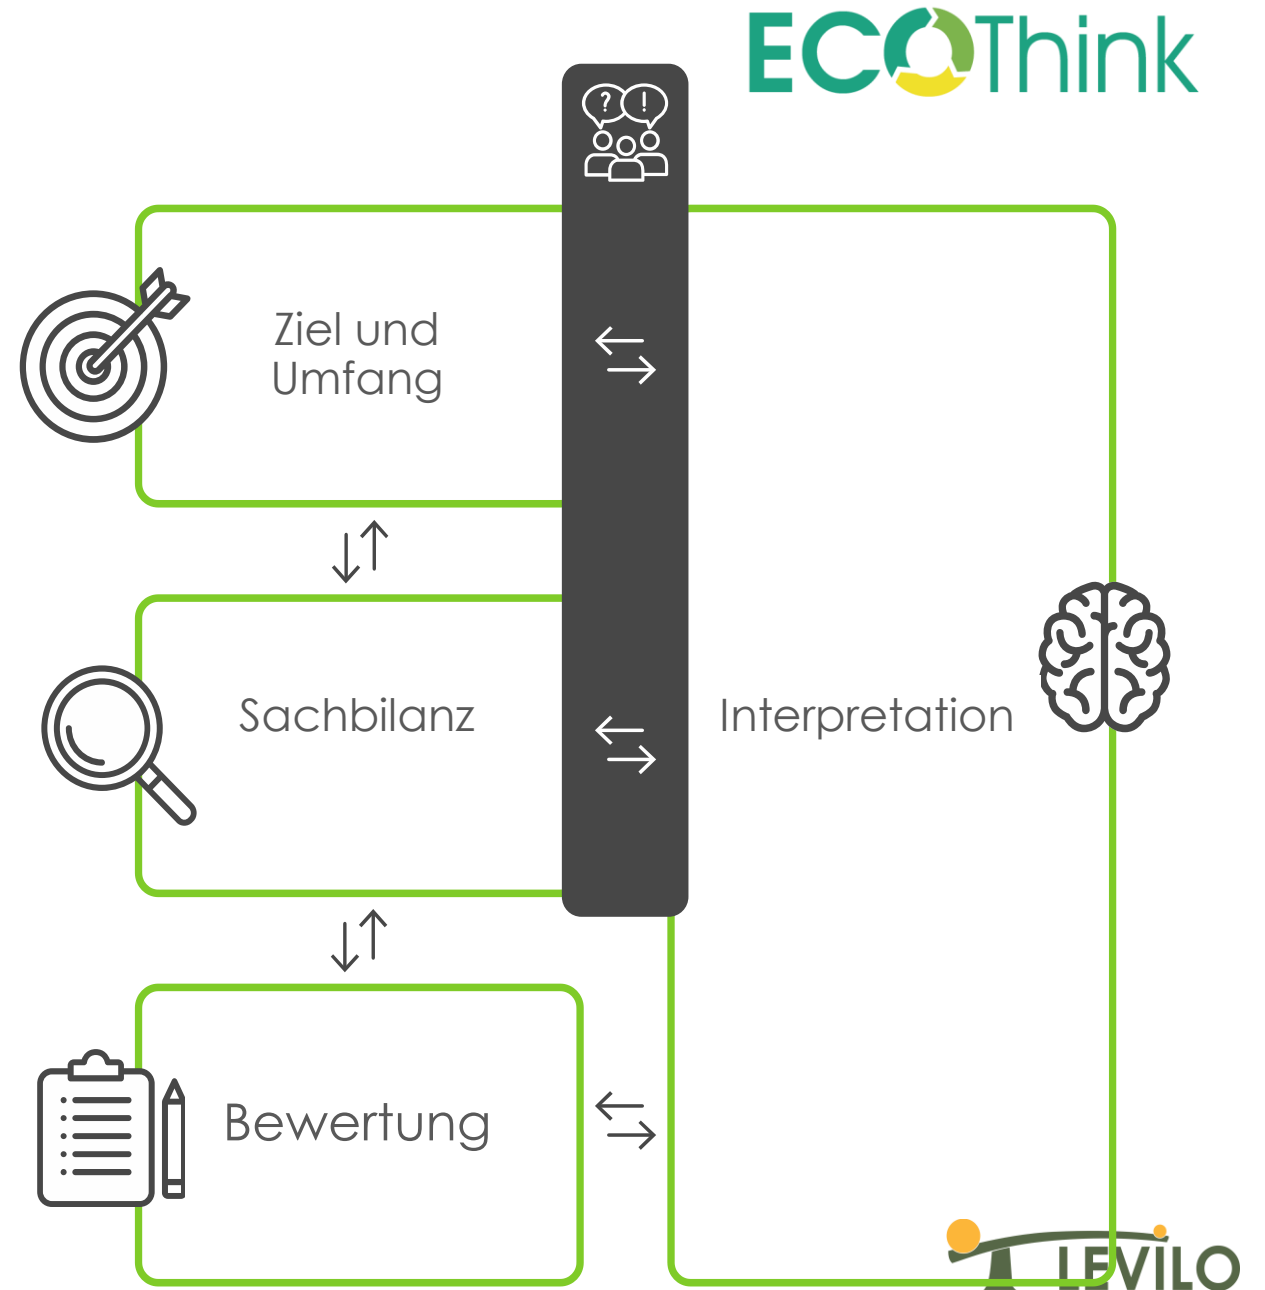 ECOThink
? !
Ziel und
Umfang
Sachbilanz
Interpretation
Bewertung
LEVILO